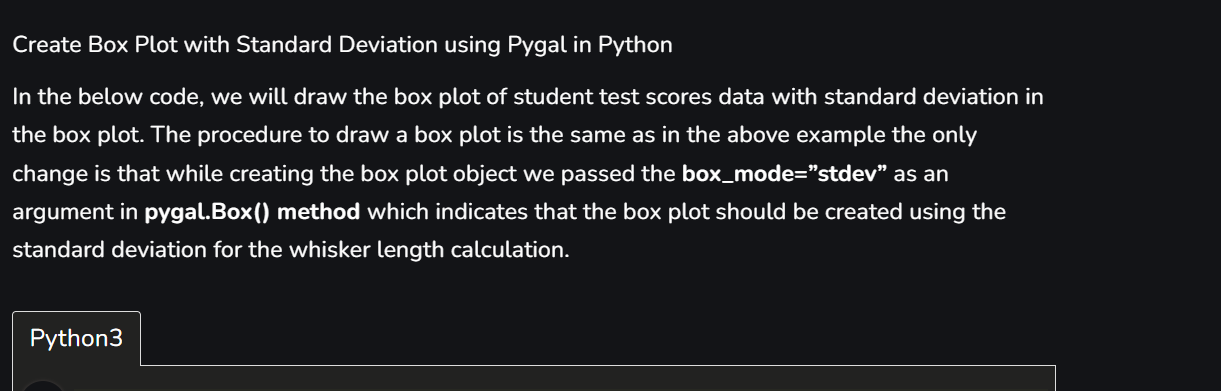 Create Box Plot with Standard Deviation using Pygal in Python
In the below code, we will draw the box plot of student test scores data with standard deviation in
the box plot. The procedure to draw a box plot is the same as in the above example the only
change is that while creating the box plot object we passed the box_mode=”stdev” as an
argument in pygal.Box() method which indicates that the box plot should be created using the
standard deviation for the whisker length calculation.
Python3